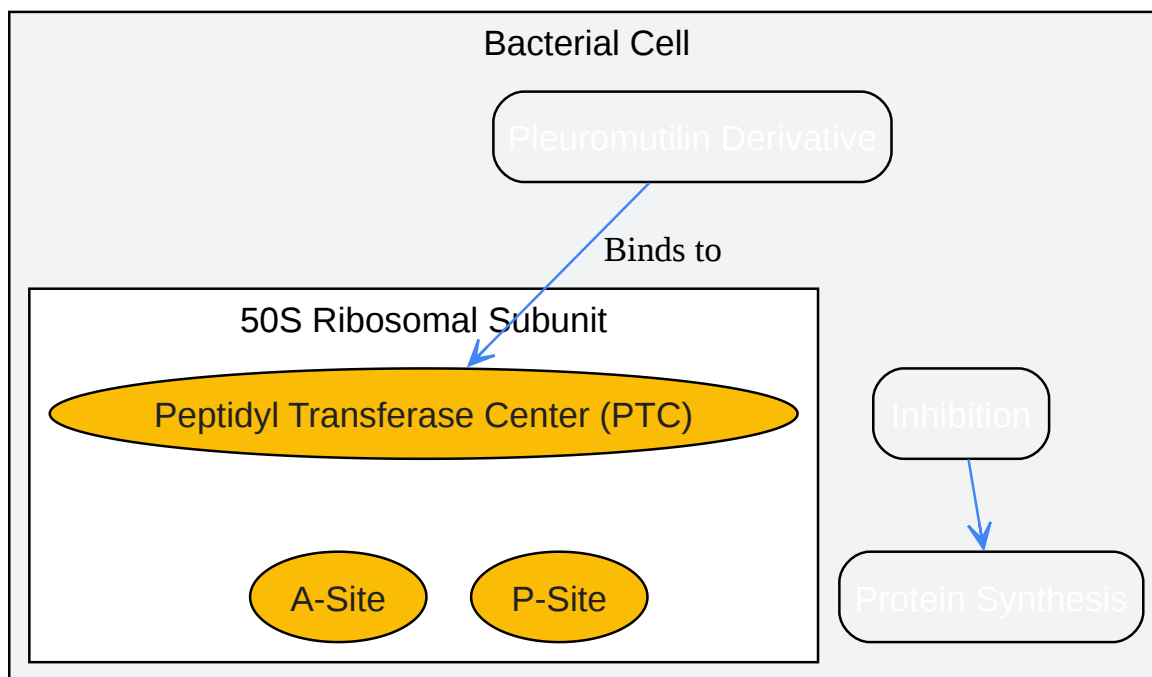 Bacterial Cell
Pleuromutilin Derivative
Binds to
50S Ribosomal Subunit
Peptidyl Transferase Center (PTC)
Inhibition
A-Site
P-Site
Protein Synthesis